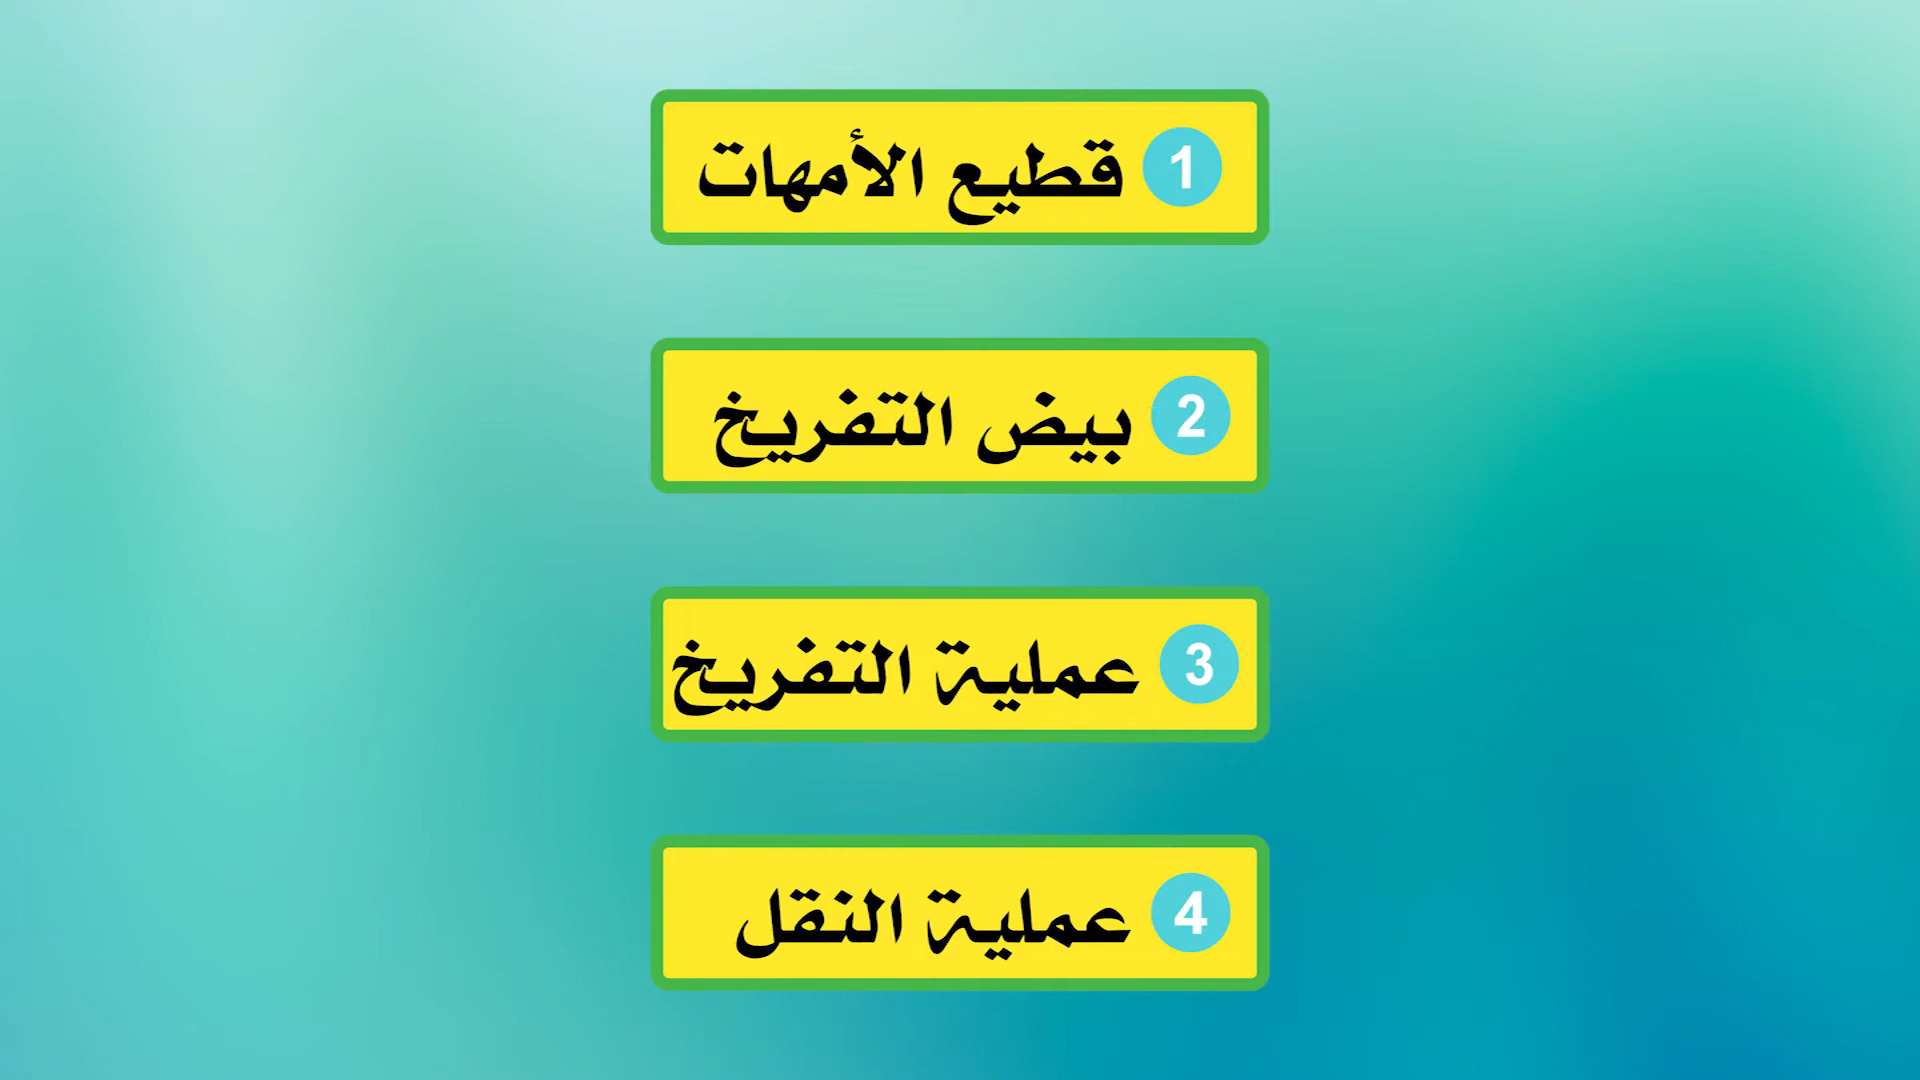 1 قطيع الأمهات
2 بيض التفريخ
3 عملية التفريخ
4 عملية النقل